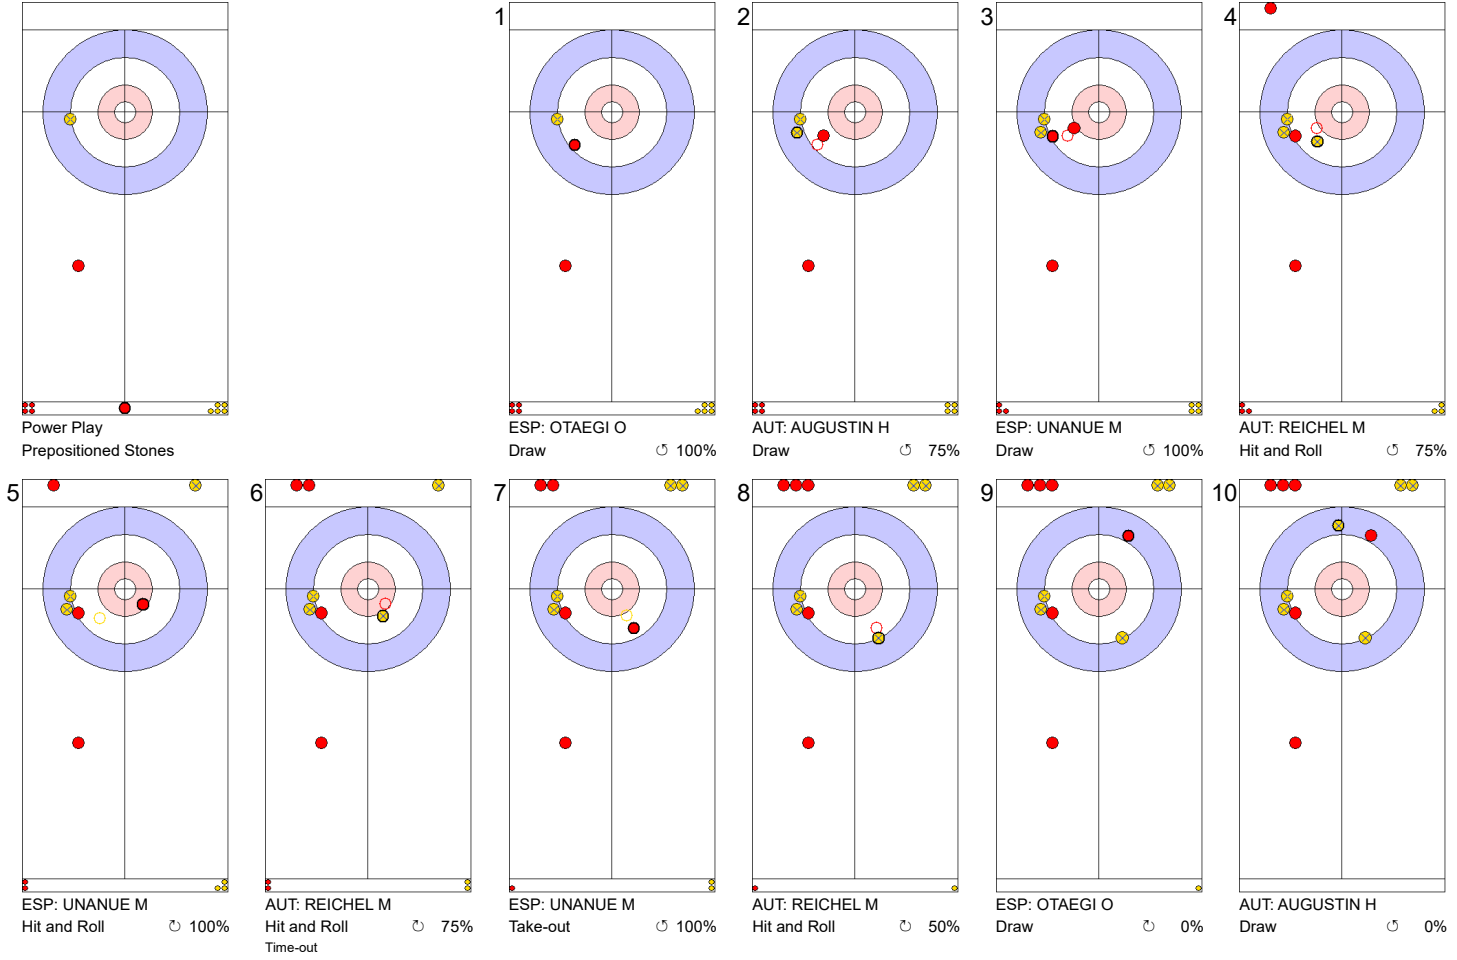 1
2
3
4
Power Play
Prepositioned Stones
ESP: OTAEGI O
Draw ↺ 100%
AUT: AUGUSTIN H
Draw ↺ 75%
ESP: UNANUE M
Draw ↺ 100%
AUT: REICHEL M
Hit and Roll ↺ 75%
5
6
7
8
9
10
ESP: UNANUE M
Hit and Roll ↻ 100%
AUT: REICHEL M
Hit and Roll ↻ 75%
Time-out
ESP: UNANUE M
Take-out ↺ 100%
AUT: REICHEL M
Hit and Roll ↻ 50%
ESP: OTAEGI O
Draw ↻ 0%
AUT: AUGUSTIN H
Draw ↺ 0%